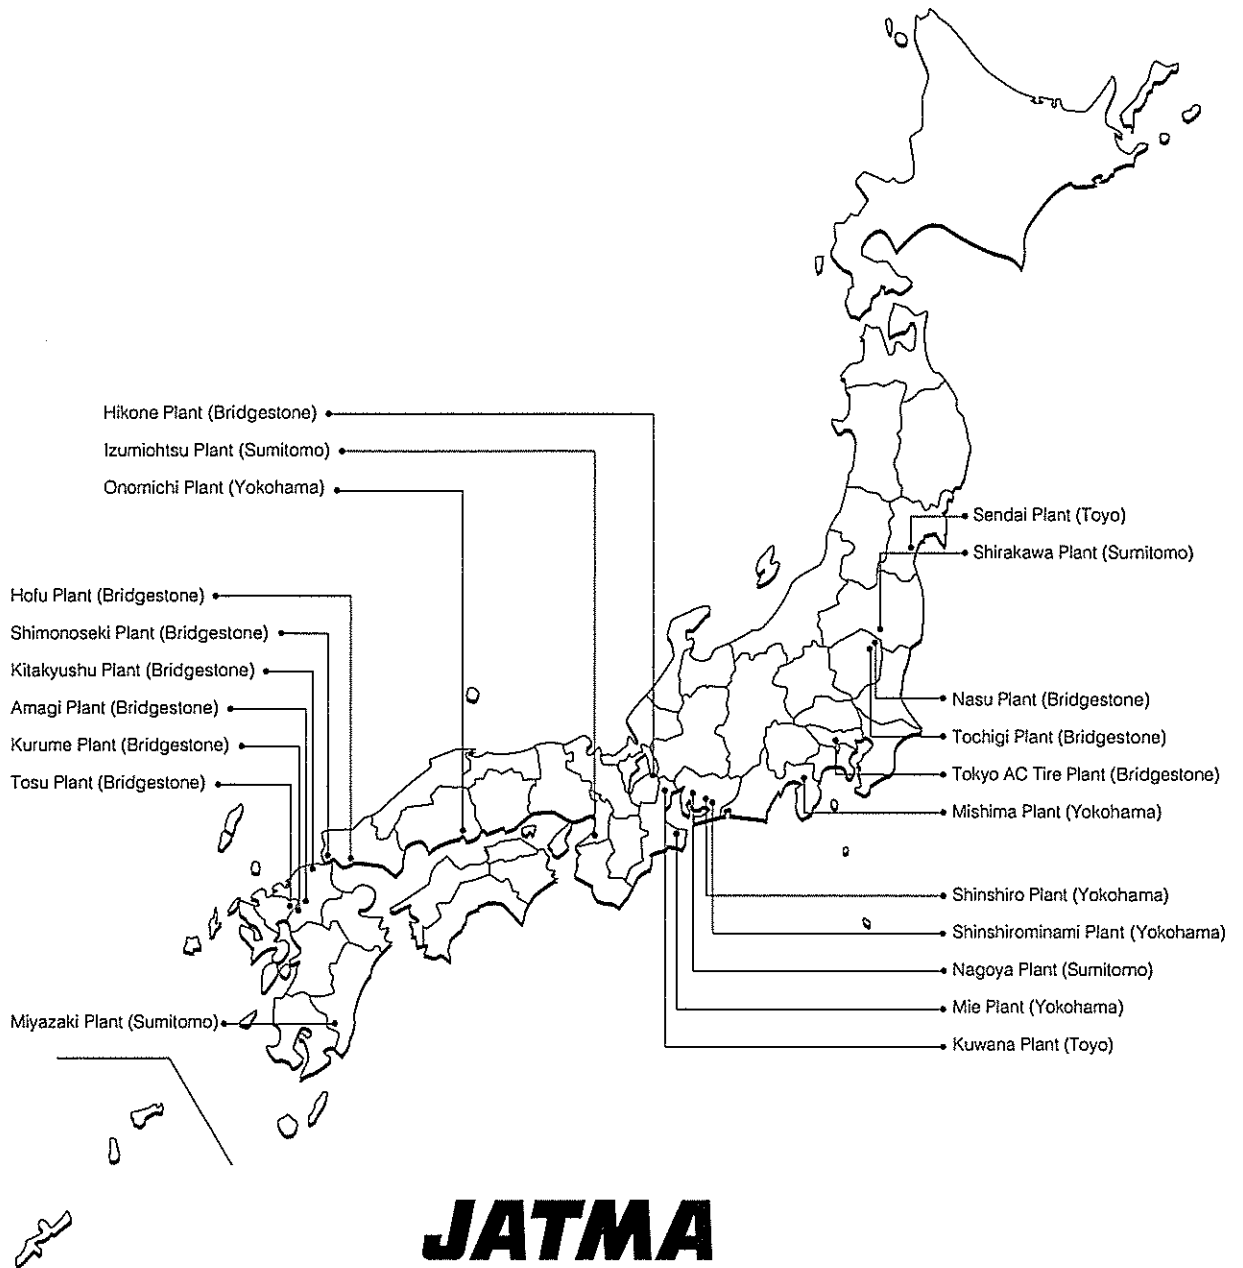 Hikone Plant (Bridgestone)
Izumiohtsu Plant (Sumitomo)
Onomichi Plant (Yokohama)
Sendai Plant (Toyo)
Shirakawa Plant (Sumitomo)
Hofu Plant (Bridgestone)
Shimonoseki Plant (Bridgestone)
Kitakyushu Plant (Bridgestone)
Amagi Plant (Bridgestone)
Kurume Plant (Bridgestone)
Tosu Plant (Bridgestone)
Nasu Plant (Bridgestone)
Tochigi Plant (Bridgestone)
Tokyo AC Tire Plant (Bridgestone)
Mishima Plant (Yokohama)
Shinshiro Plant (Yokohama)
Shinshirominami Plant (Yokohama)
Nagoya Plant (Sumitomo)
Mie Plant (Yokohama)
Kuwana Plant (Toyo)
Miyazaki Plant (Sumitomo)
JATMA